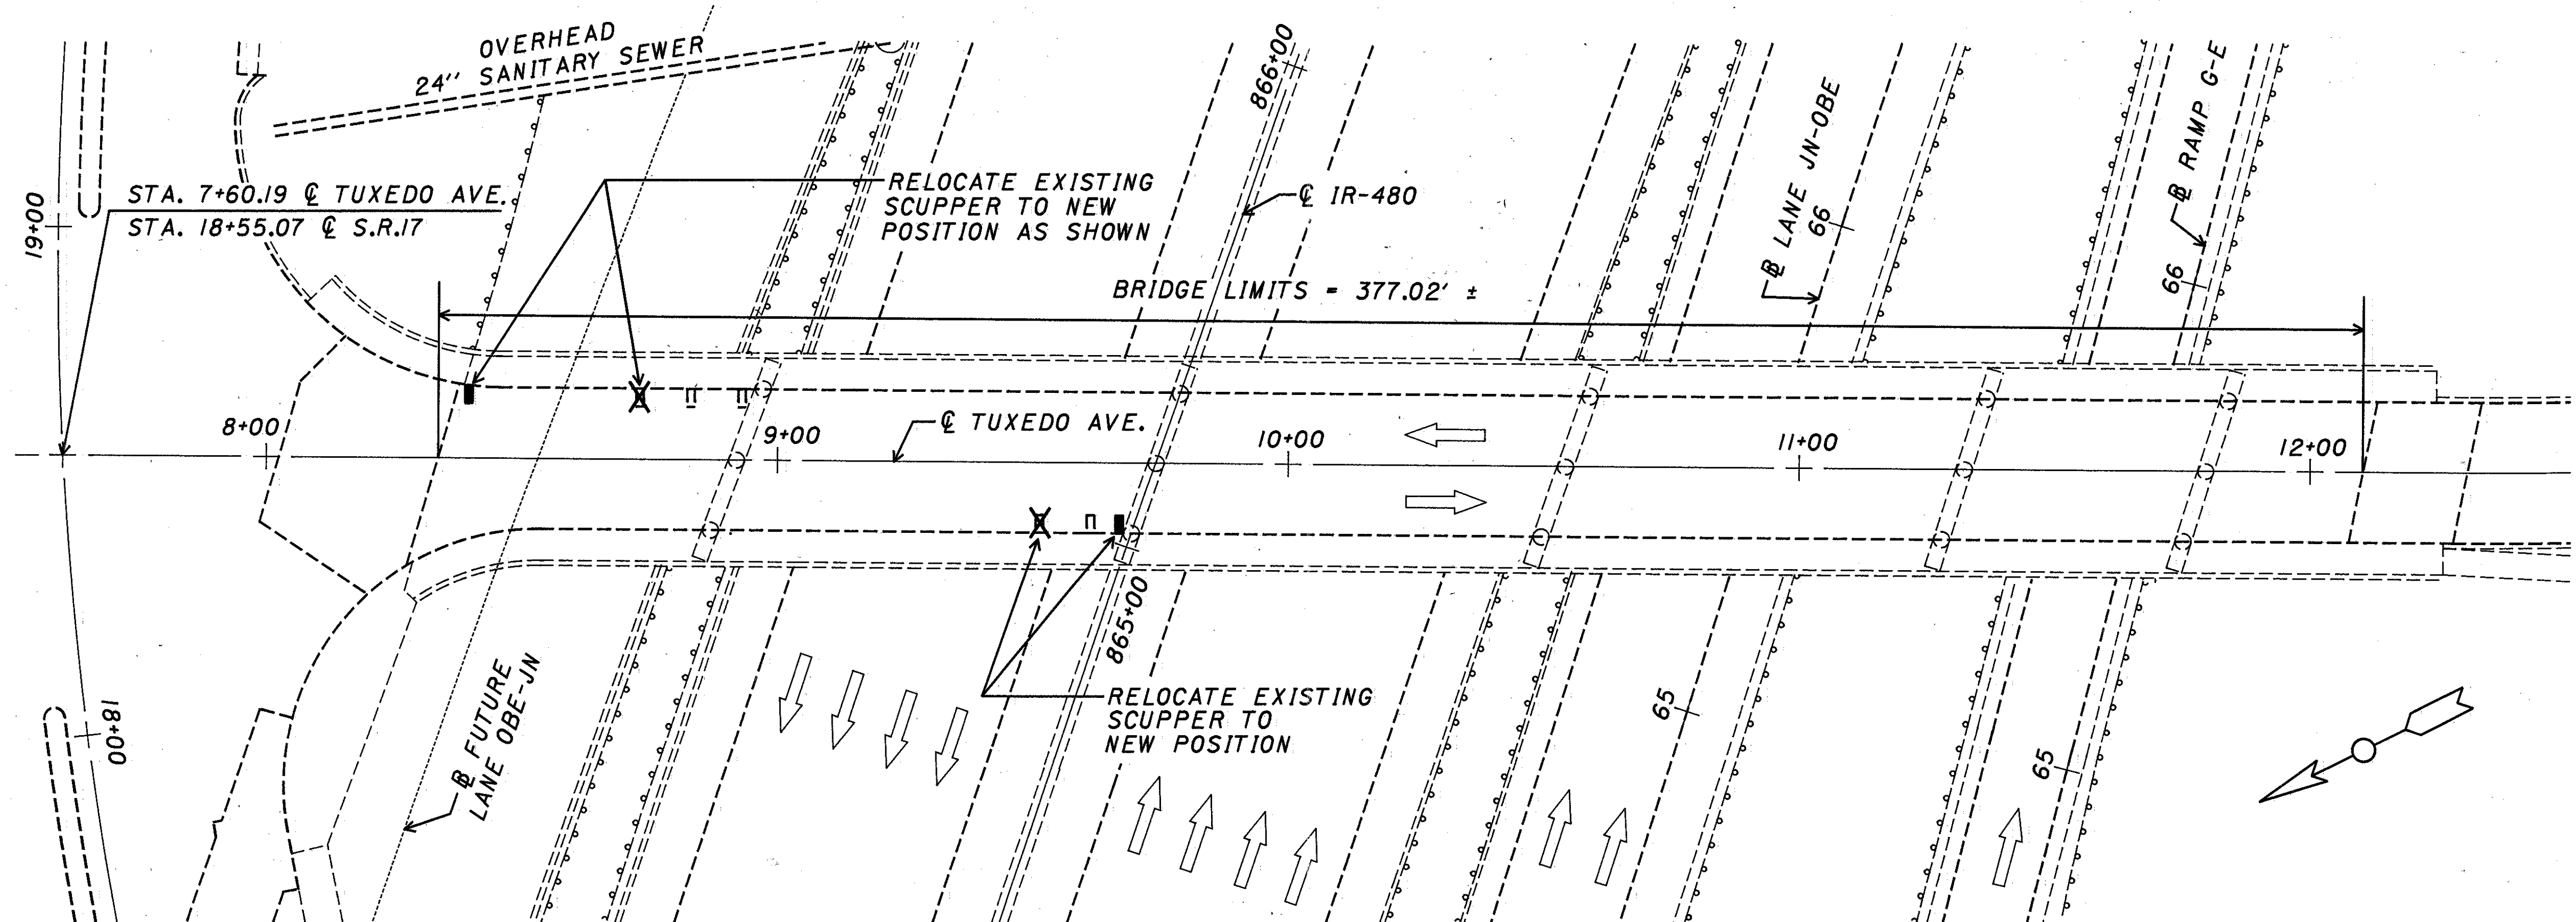 OVERHEAD
24" SANITARY SEWER
866+00
℄ IR-480
RELOCATE EXISTING
SCUPPER TO NEW
POSITION AS SHOWN
STA. 7+60.19 ℄ TUXEDO AVE.
STA. 18+55.07 ℄ S.R.17
19+00
BRIDGE LIMITS = 377.02' ±
BL LANE JN-OBE
66
BL RAMP G-E
66
8+00
9+00
℄ TUXEDO AVE.
10+00
11+00
12+00
865+00
RELOCATE EXISTING
SCUPPER TO
NEW POSITION
BL FUTURE
LANE OBE-JN
18+00
65
65